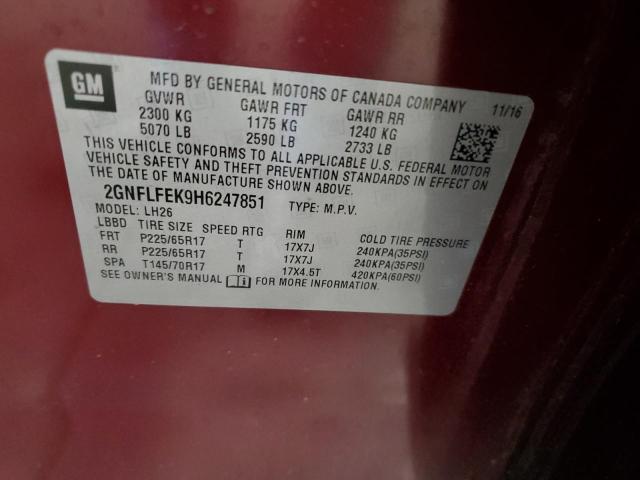 GM
MFD BY GENERAL MOTORS OF CANADA COMPANY 11/16
GVWR GAWR FRT GAWR RR
2300 KG 1175 KG 1240 KG
5070 LB 2590 LB 2733 LB
THIS VEHICLE CONFORMS TO ALL APPLICABLE U.S. FEDERAL MOTOR
VEHICLE SAFETY, BUMPER, AND THEFT PREVENTION STANDARDS IN EFFECT ON
THE DATE OF MANUFACTURE SHOWN ABOVE.
2GNFLFEK9H6247851 TYPE: M.P.V.
MODEL: LH26
LBBD TIRE SIZE SPEED RTG RIM COLD TIRE PRESSURE
FRT P225/65R17 T 17X7J 240KPA(35PSI)
RR P225/65R17 T 17X7J 240KPA(35PSI)
SPA T145/70R17 M 17X4.5T 420KPA(60PSI)
SEE OWNER'S MANUAL FOR MORE INFORMATION.